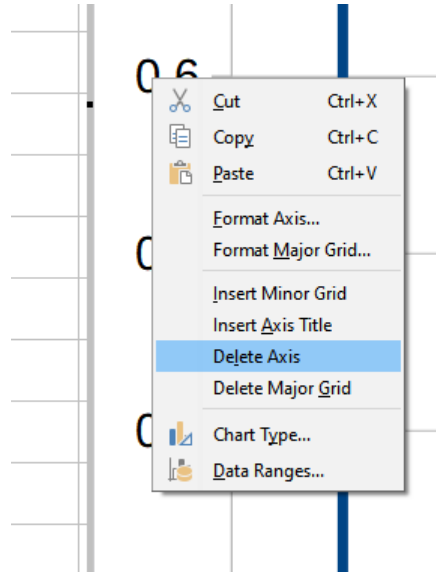 0.6
Cut Ctrl+X
Copy Ctrl+C
Paste Ctrl+V
Format Axis...
Format Major Grid...
Insert Minor Grid
Insert Axis Title
Delete Axis
Delete Major Grid
Chart Type...
Data Ranges...